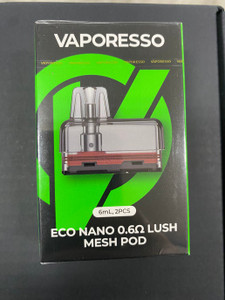 VAPORESSO
6mL, 2PCS
ECO NANO 0.6Ω LUSH
MESH POD